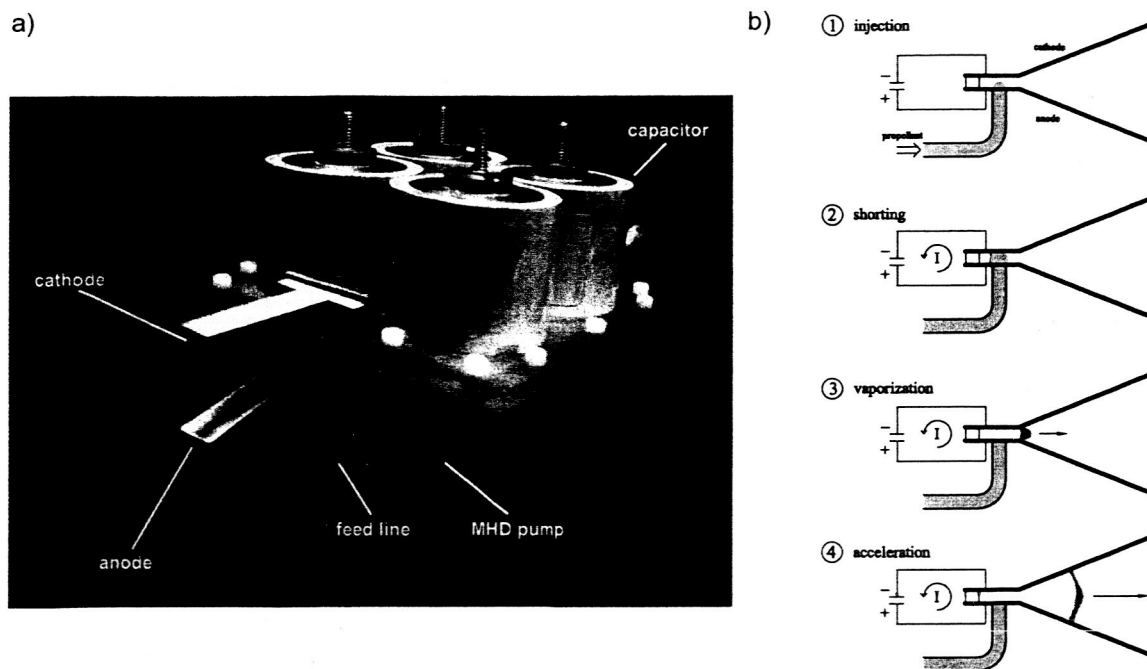 a)
capacitor
cathode
feed line
MHD pump
anode
b)
① injection
cathode
−
+
anode
propellant
② shorting
−
I
+
③ vaporization
−
I
+
④ acceleration
−
I
+